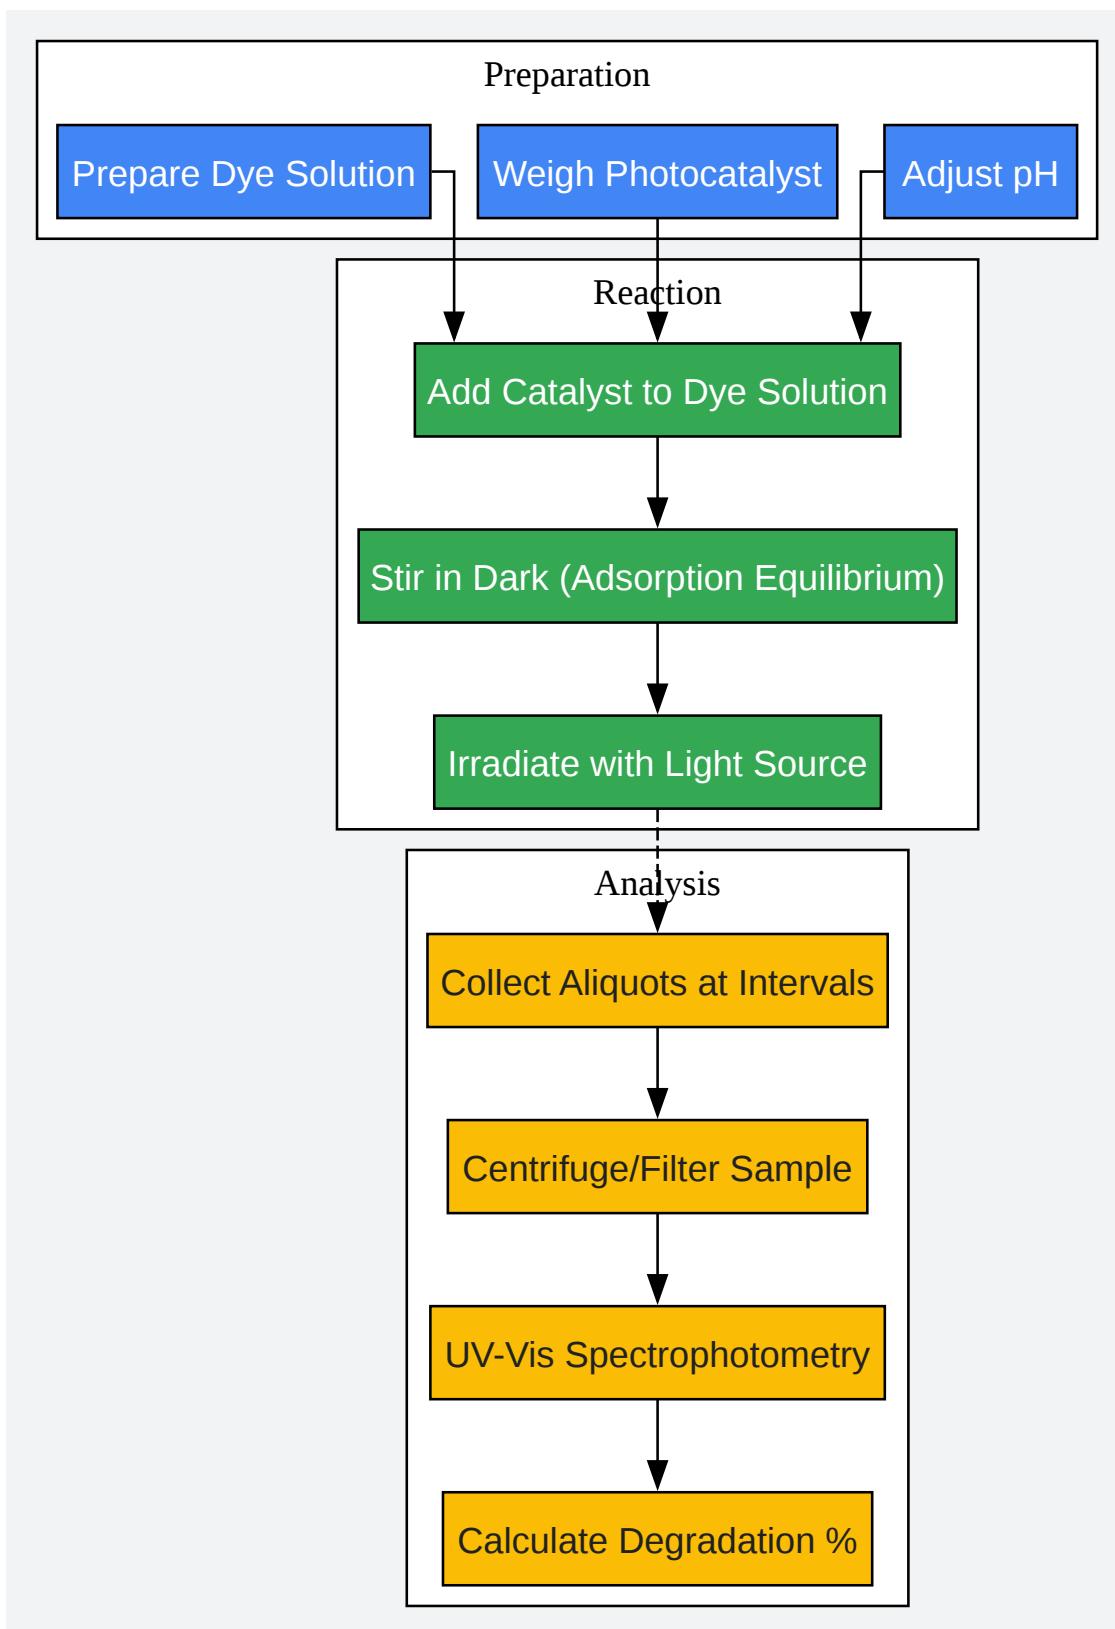 Preparation
Prepare Dye Solution
Weigh Photocatalyst
Adjust pH
Reaction
Add Catalyst to Dye Solution
Stir in Dark (Adsorption Equilibrium)
Irradiate with Light Source
Analysis
Collect Aliquots at Intervals
Centrifuge/Filter Sample
UV-Vis Spectrophotometry
Calculate Degradation %